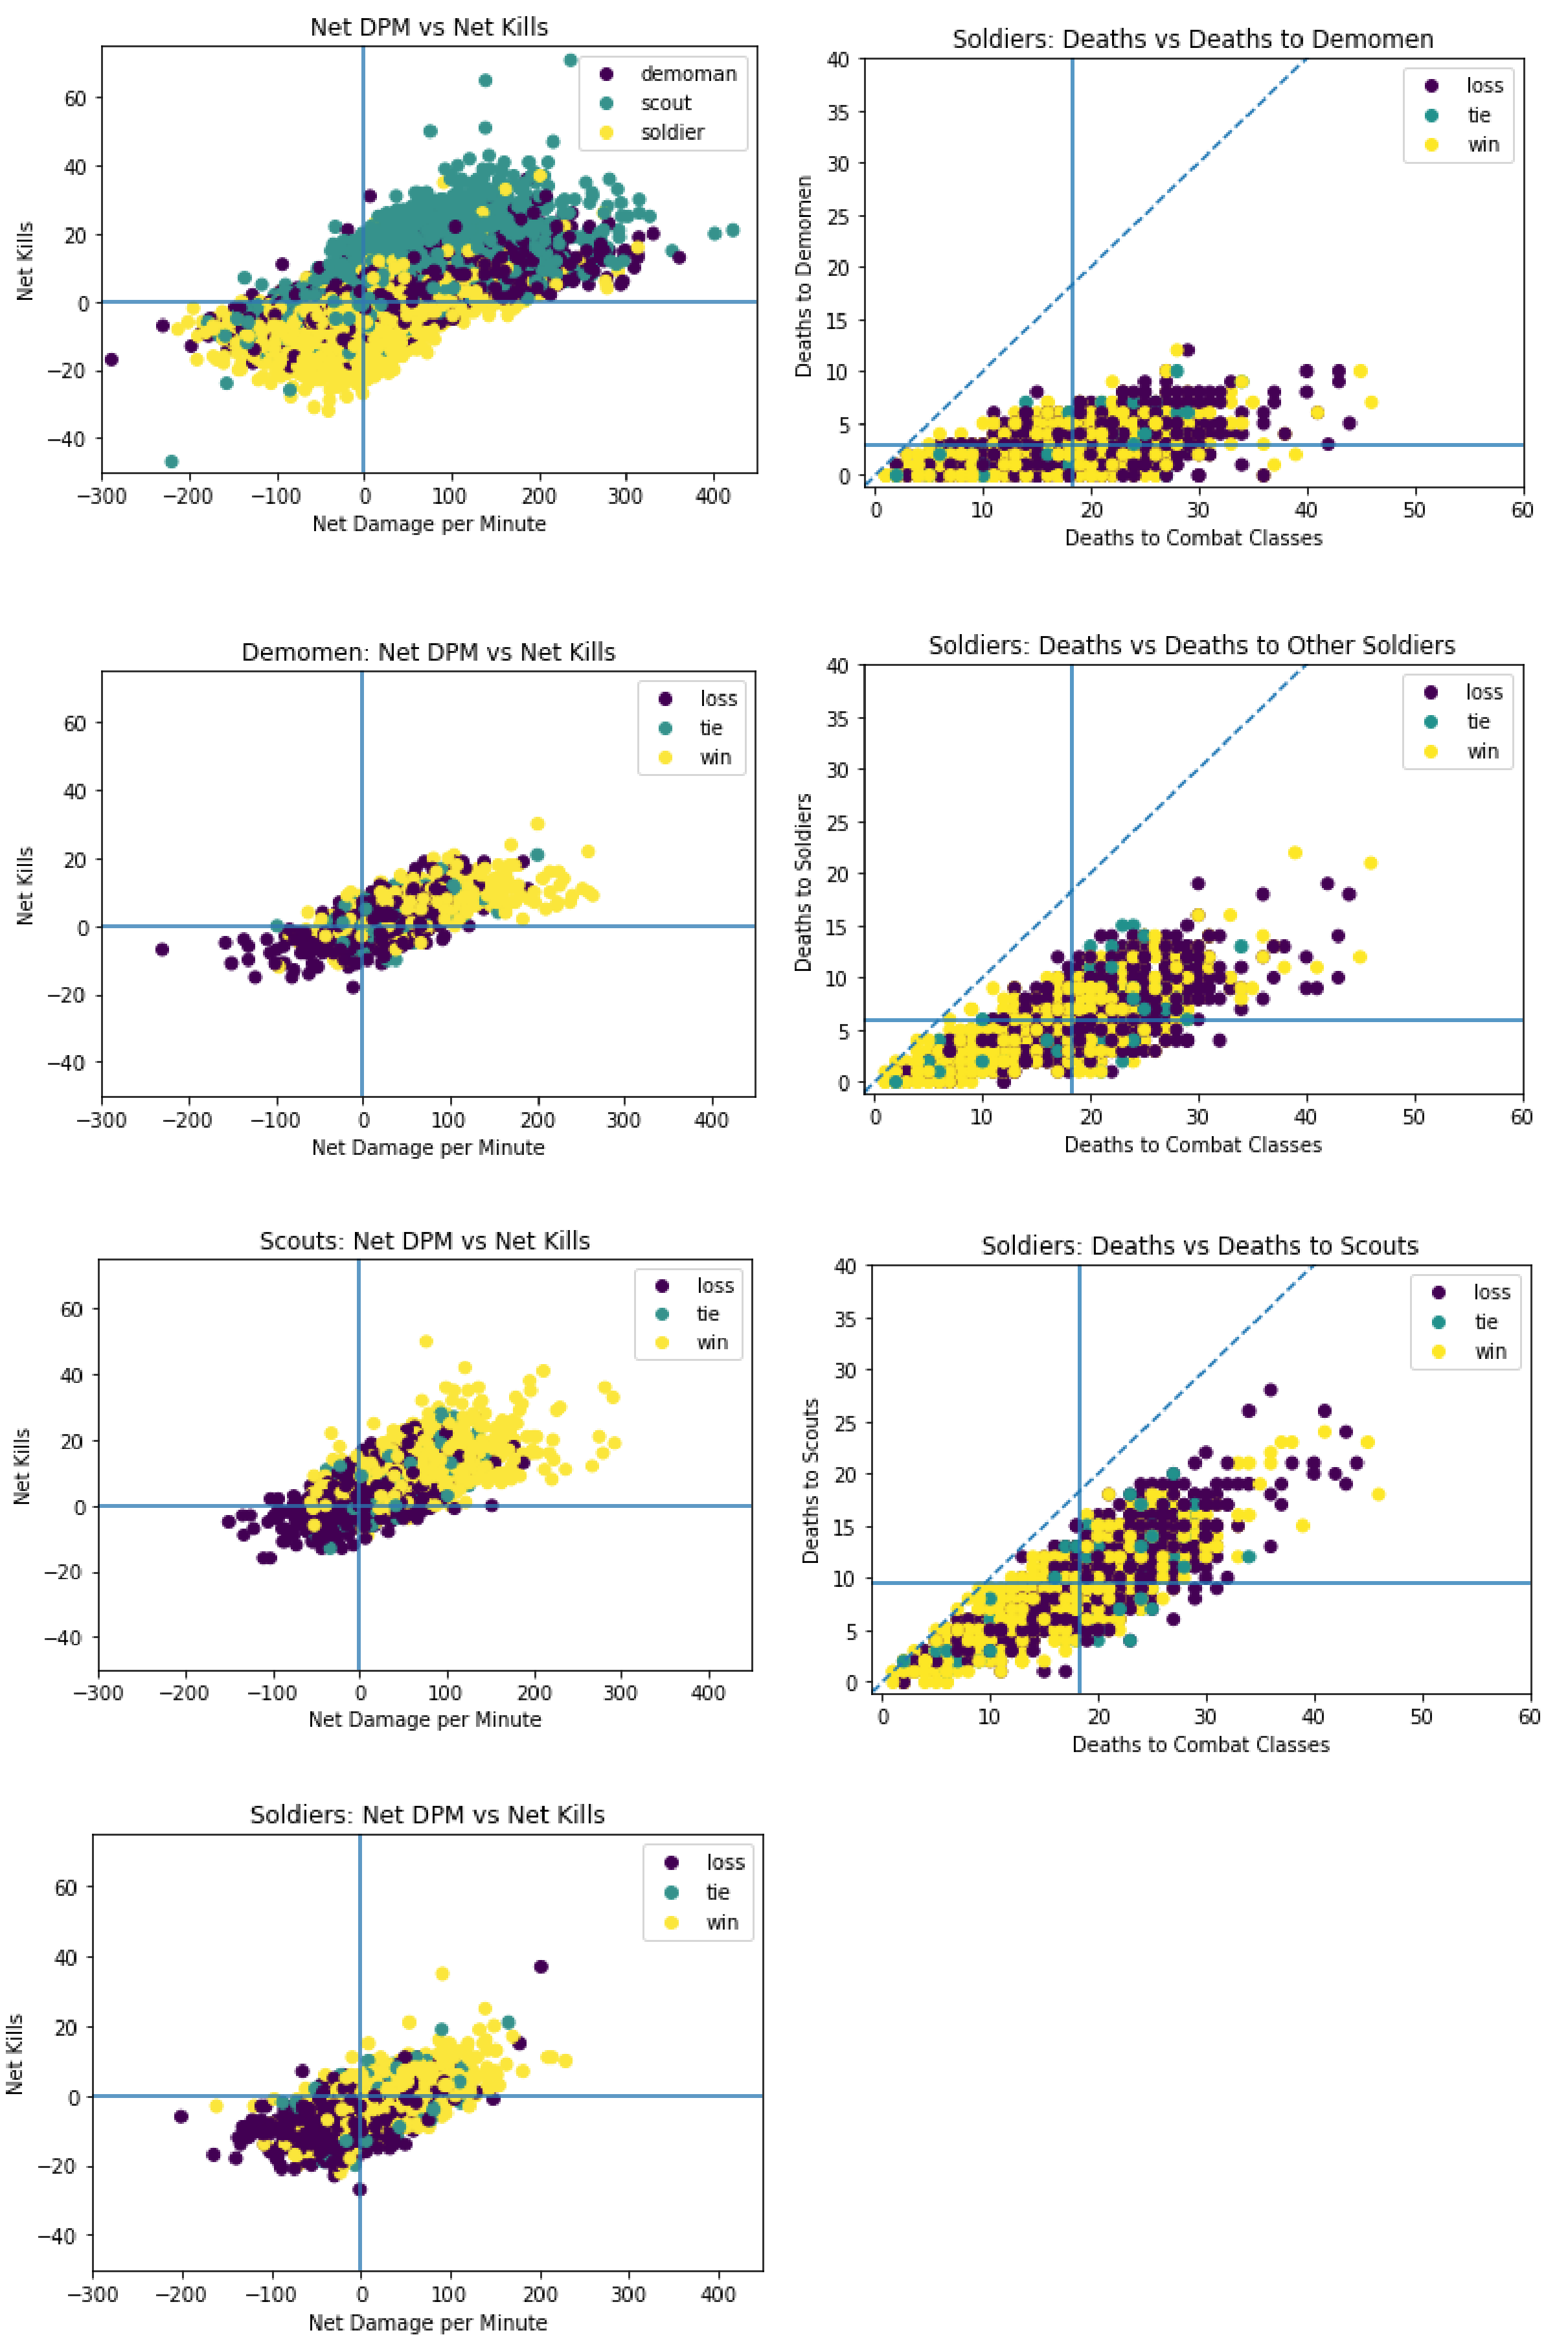 Net DPM vs Net Kills
demoman
scout
soldier
60
40
20
0
−20
−40
Net Kills
−300 −200 −100 0 100 200 300 400
Net Damage per Minute
Soldiers: Deaths vs Deaths to Demomen
loss
tie
win
40
35
30
25
20
15
10
5
0
Deaths to Demomen
0 10 20 30 40 50 60
Deaths to Combat Classes
Demomen: Net DPM vs Net Kills
loss
tie
win
60
40
20
0
−20
−40
Net Kills
−300 −200 −100 0 100 200 300 400
Net Damage per Minute
Soldiers: Deaths vs Deaths to Other Soldiers
loss
tie
win
40
35
30
25
20
15
10
5
0
Deaths to Soldiers
0 10 20 30 40 50 60
Deaths to Combat Classes
Scouts: Net DPM vs Net Kills
loss
tie
win
60
40
20
0
−20
−40
Net Kills
−300 −200 −100 0 100 200 300 400
Net Damage per Minute
Soldiers: Deaths vs Deaths to Scouts
loss
tie
win
40
35
30
25
20
15
10
5
0
Deaths to Scouts
0 10 20 30 40 50 60
Deaths to Combat Classes
Soldiers: Net DPM vs Net Kills
loss
tie
win
60
40
20
0
−20
−40
Net Kills
−300 −200 −100 0 100 200 300 400
Net Damage per Minute